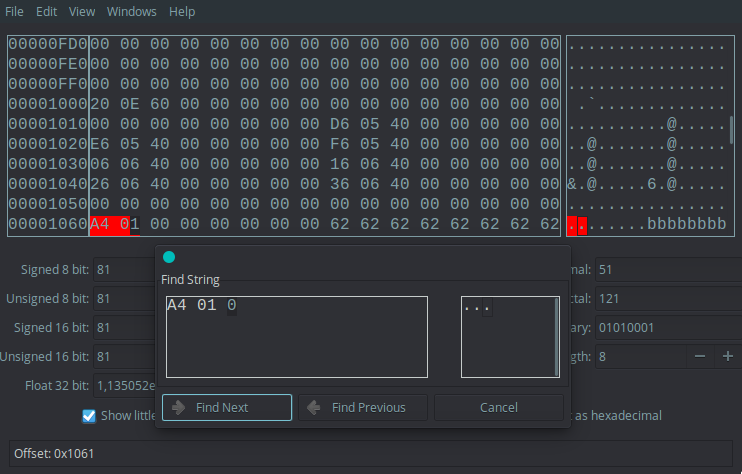 File Edit View Windows Help
00000FD0 00 00 00 00 00 00 00 00 00 00 00 00 00 00 00 00 ................
00000FE0 00 00 00 00 00 00 00 00 00 00 00 00 00 00 00 00 ................
00000FF0 00 00 00 00 00 00 00 00 00 00 00 00 00 00 00 00 ................
00001000 20 0E 60 00 00 00 00 00 00 00 00 00 00 00 00 00  .`.............
00001010 00 00 00 00 00 00 00 00 D6 05 40 00 00 00 00 00 ..........@.....
00001020 E6 05 40 00 00 00 00 00 F6 05 40 00 00 00 00 00 ..@.......@.....
00001030 06 06 40 00 00 00 00 00 16 06 40 00 00 00 00 00 ..@.......@.....
00001040 26 06 40 00 00 00 00 00 36 06 40 00 00 00 00 00 &.@.....6.@.....
00001050 00 00 00 00 00 00 00 00 00 00 00 00 00 00 00 00 ................
00001060 A4 01 00 00 00 00 00 00 62 62 62 62 62 62 62 62 ........bbbbbbbb
Find String
Signed 8 bit: 81
nal: 51
A4 01 0 ...
Unsigned 8 bit: 81
tal: 121
Signed 16 bit: 81
ary: 01010001
Unsigned 16 bit: 81
gth: 8 − +
Float 32 bit: 1,135052e
Find Next Find Previous Cancel
Show little
as hexadecimal
Offset: 0x1061